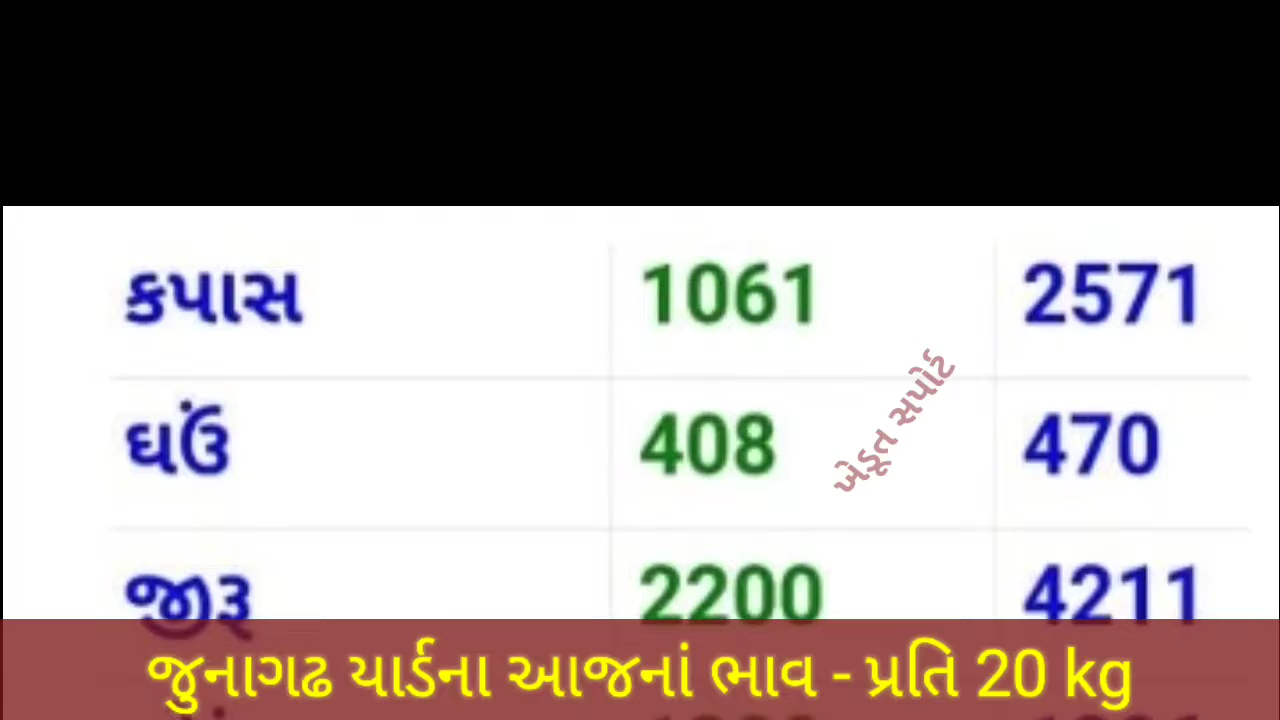 કપાસ 1061 2571
ઘઉં 408 470
ખેડૂત સપોર્ટ
જીરૂ 2200 4211
જુનાગઢ યાર્ડના આજનાં ભાવ - પ્રતિ 20 kg